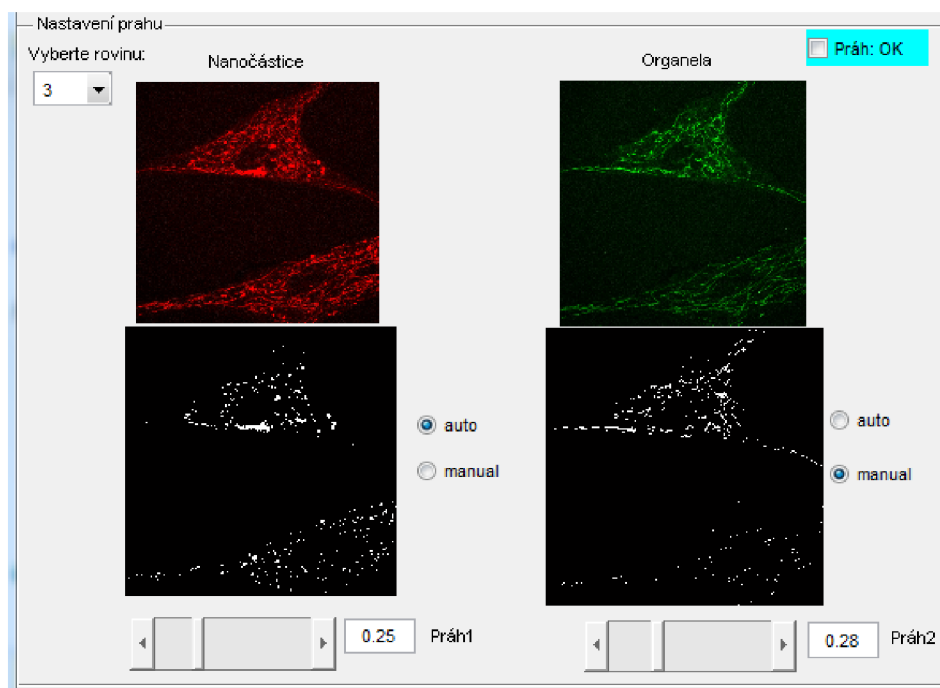 Nastavení prahu
Vyberte rovinu:
3
Nanočástice
Organela
Práh: OK
auto
manual
auto
manual
0.25
Práh1
0.28
Práh2